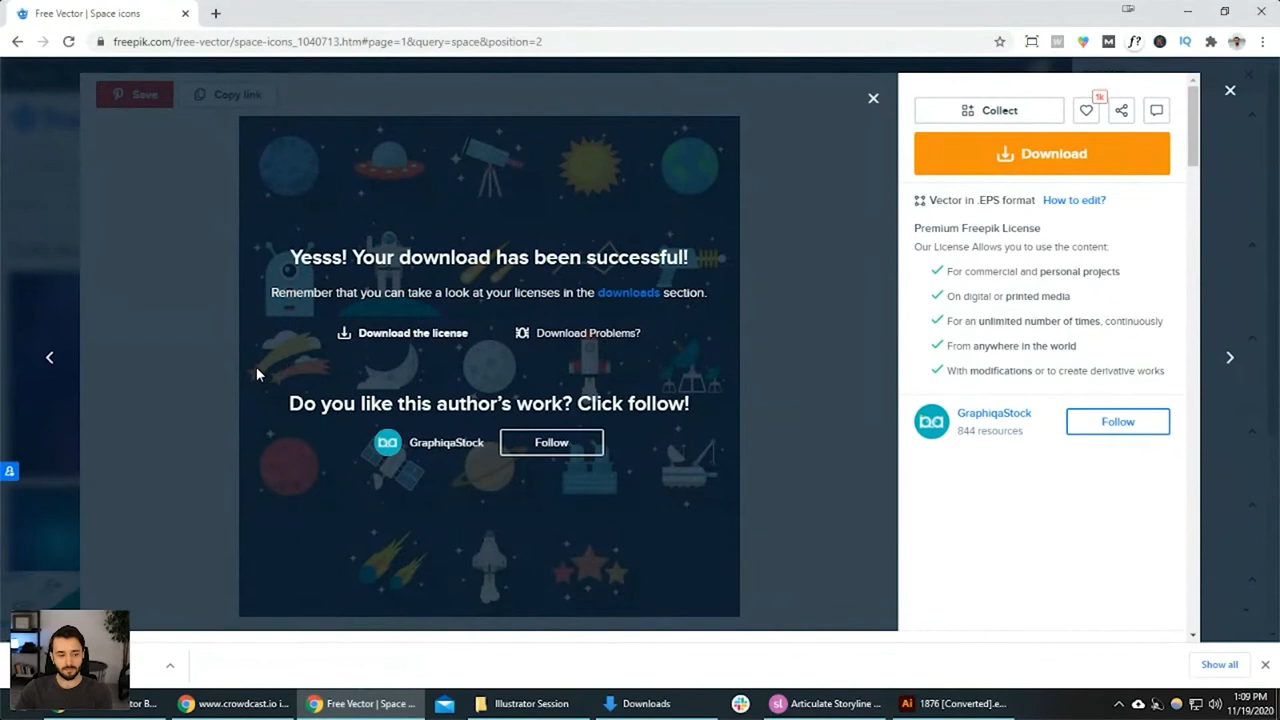 Free Vector | Space icons
freepik.com/free-vector/space-icons_1040713.htm#page=1&query=space&position=2
Save
Copy link
Collect
1k
Download
Vector in .EPS format How to edit?
Premium Freepik License
Our License Allows you to use the content:
For commercial and personal projects
On digital or printed media
For an unlimited number of times, continuously
From anywhere in the world
With modifications or to create derivative works
GraphiqaStock
844 resources
Follow
Yesss! Your download has been successful!
Remember that you can take a look at your licenses in the downloads section.
Download the license
Download Problems?
Do you like this author's work? Click follow!
GraphiqaStock
Follow
Show all
www.crowdcast.io i...
Free Vector | Space ...
Illustrator Session
Downloads
Articulate Storyline ...
1876 [Converted].e...
1:09 PM
11/19/2020